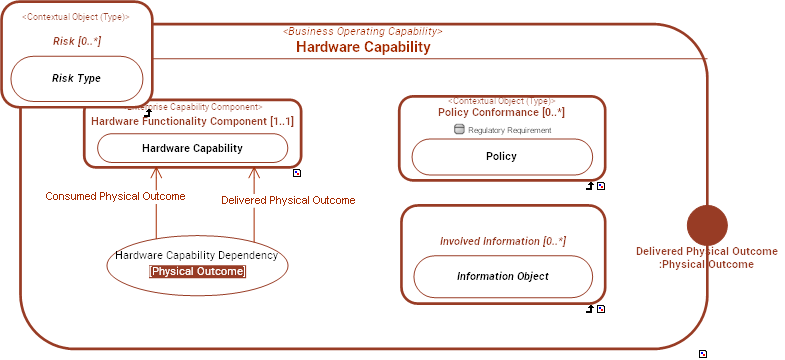 <Contextual Object (Type)>
Risk [0..*]
Risk Type
<Business Operating Capability>
Hardware Capability
Enterprise Capability Component>
Hardware Functionality Component [1..1]
Hardware Capability
<Contextual Object (Type)>
Policy Conformance [0..*]
Regulatory Requirement
Policy
Consumed Physical Outcome
Delivered Physical Outcome
Hardware Capability Dependency
[Physical Outcome]
Involved Information [0..*]
Information Object
Delivered Physical Outcome
:Physical Outcome